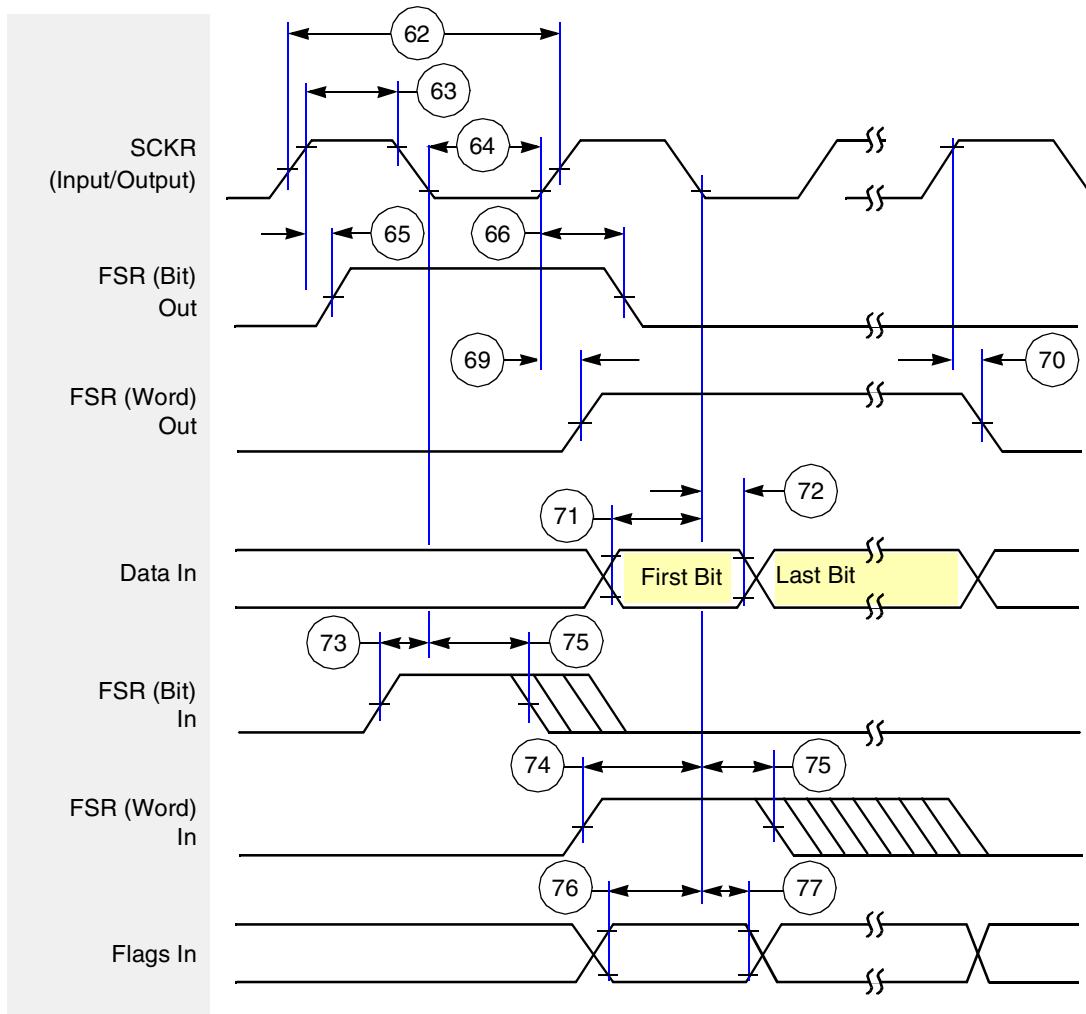 62
63
SCKR
(Input/Output)
64
65
66
FSR (Bit)
Out
69
70
FSR (Word)
Out
71
72
Data In
First Bit
Last Bit
73
75
FSR (Bit)
In
74
75
FSR (Word)
In
76
77
Flags In